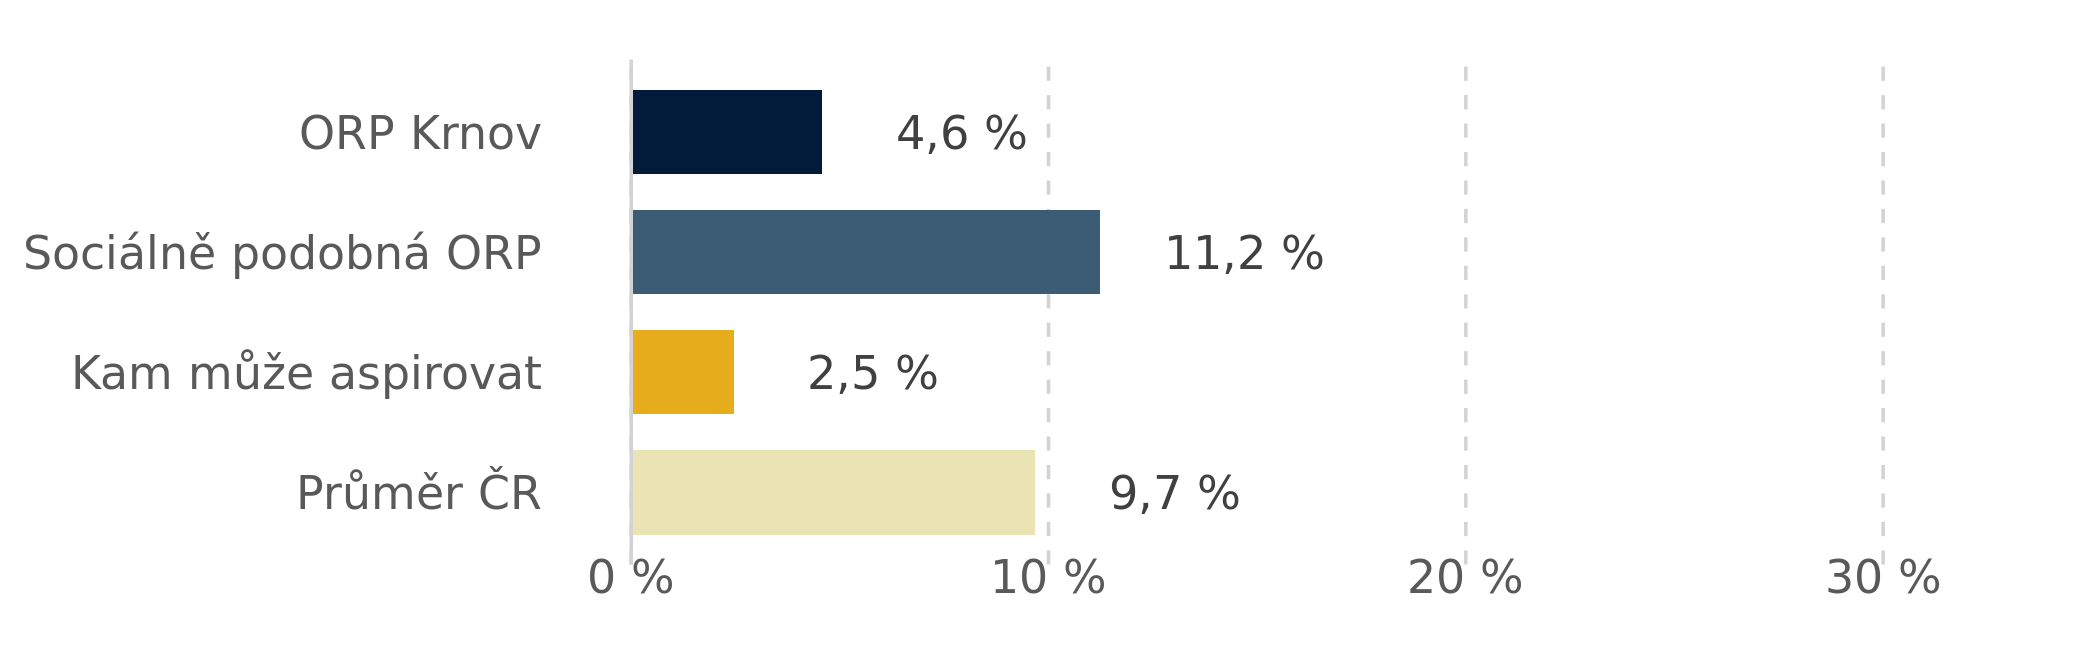 ORP Krnov 4,6 %
Sociálně podobná ORP 11,2 %
Kam může aspirovat 2,5 %
Průměr ČR 9,7 %
0 % 10 % 20 % 30 %